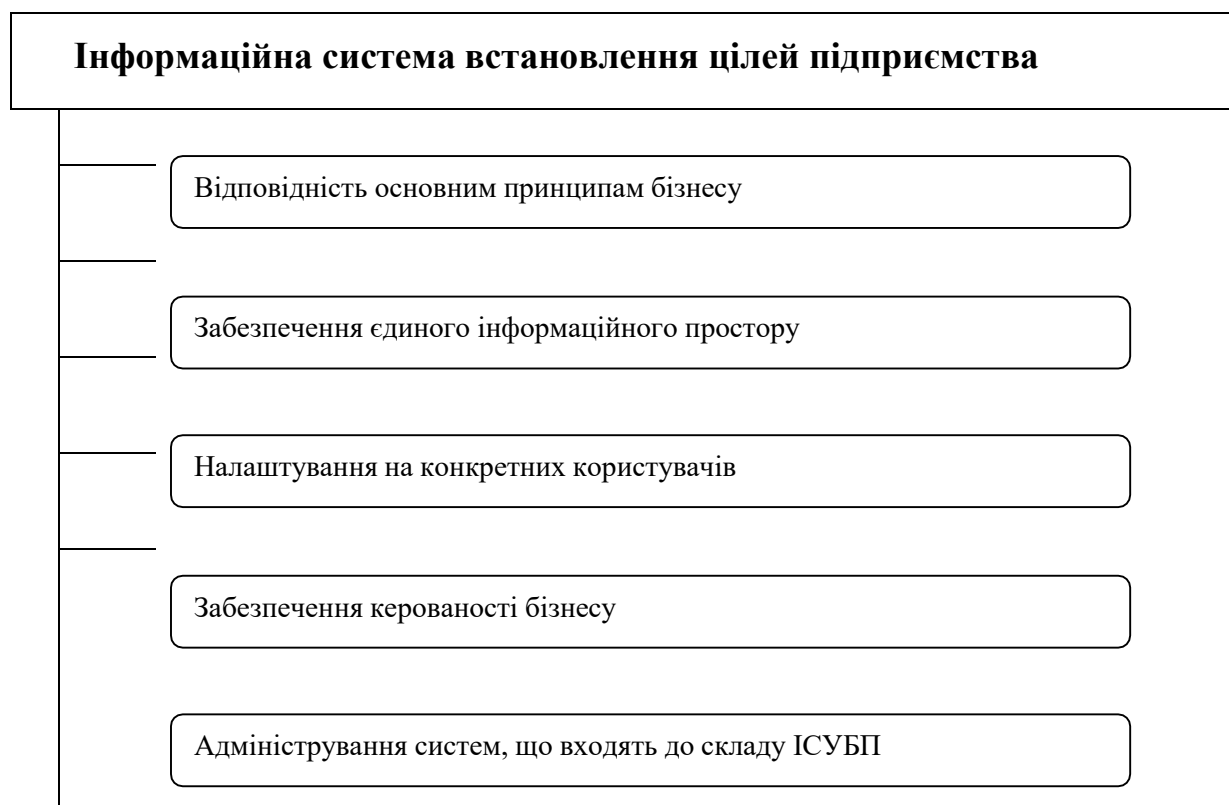 Інформаційна система встановлення цілей підприємства
Відповідність основним принципам бізнесу
Забезпечення єдиного інформаційного простору
Налаштування на конкретних користувачів
Забезпечення керованості бізнесу
Адміністрування систем, що входять до складу ІСУБП